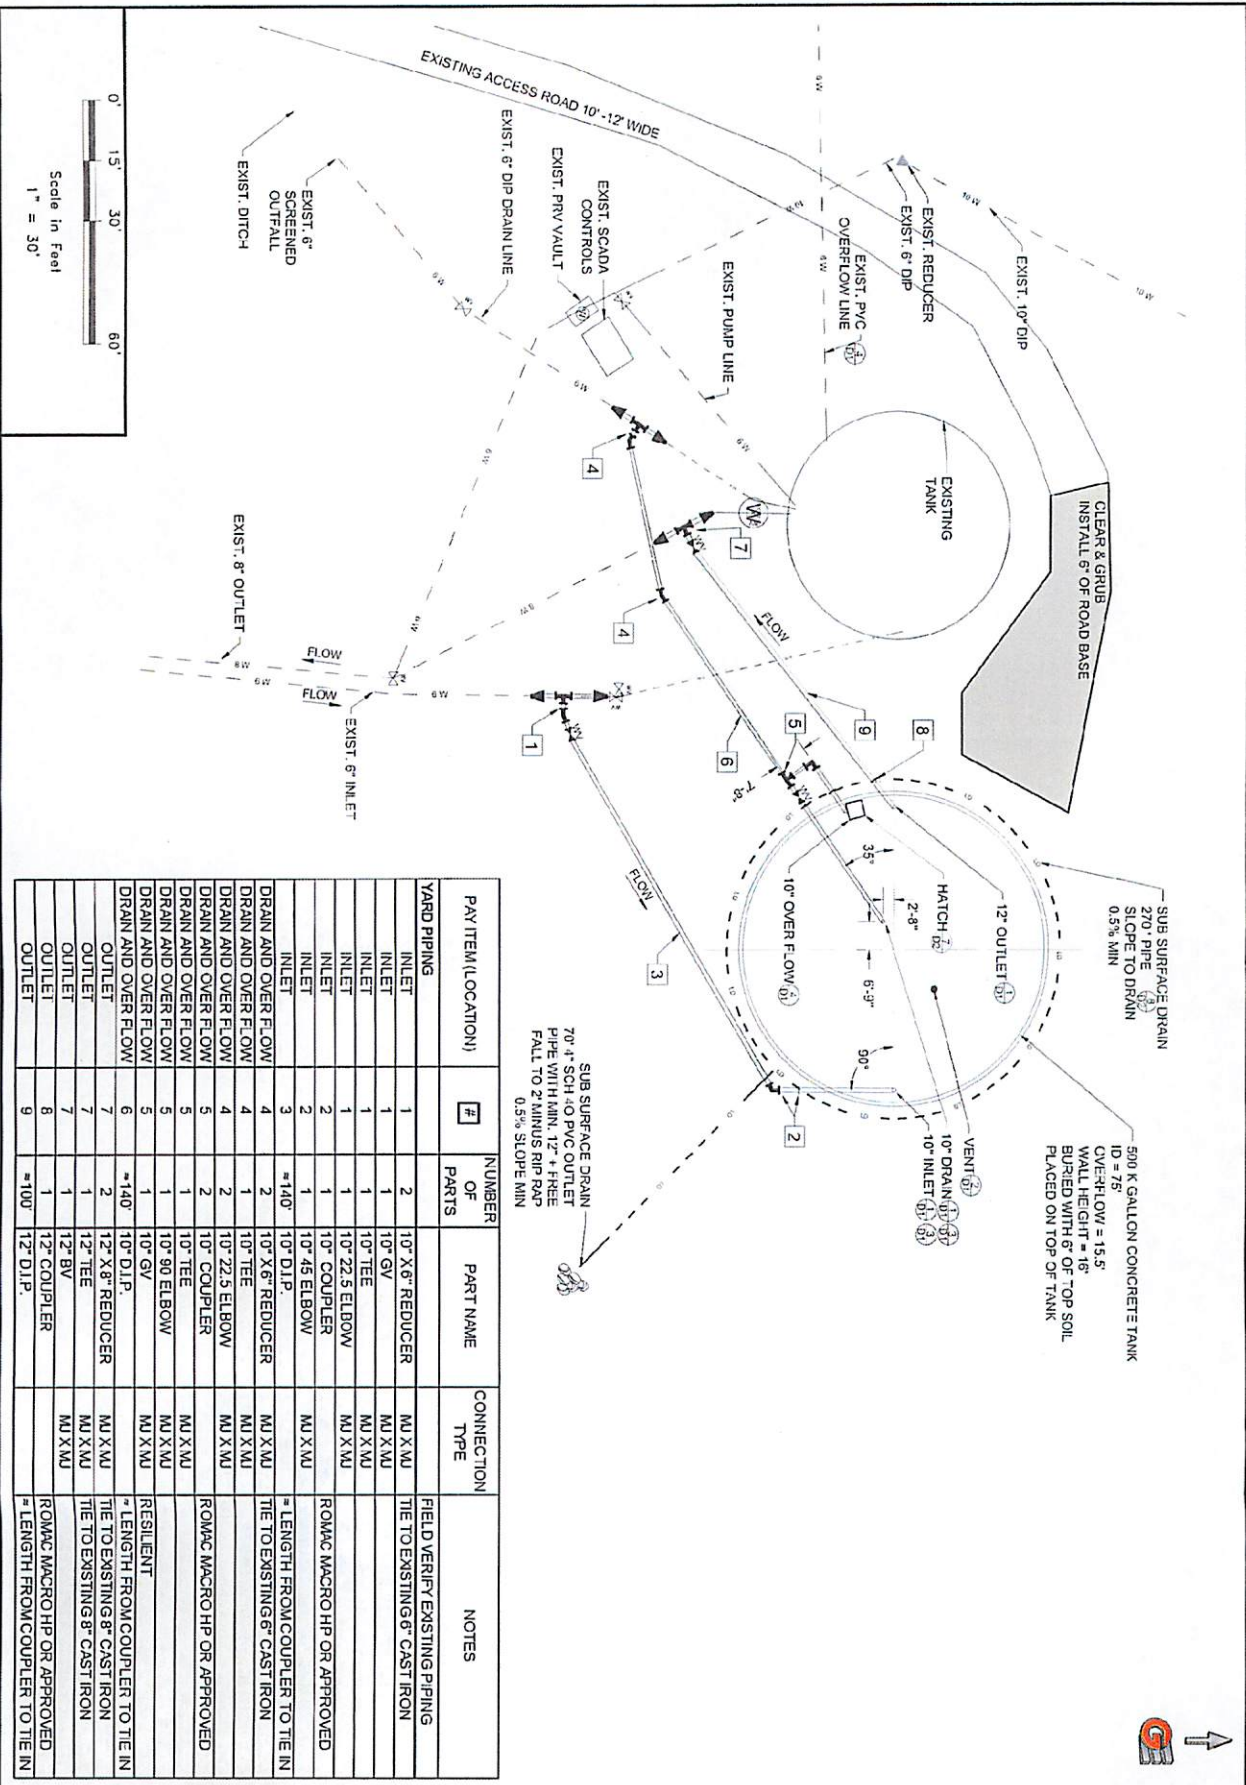 SUB SURFACE DRAIN
270' PIPE
SLOPE TO DRAIN
0.5% MIN
500 K GALLON CONCRETE TANK
ID = 75'
OVERFLOW = 15.5'
WALL HEIGHT = 16'
BURIED WITH 6" OF TOP SOIL
PLACED ON TOP OF TANK
CLEAR & GRUB
INSTALL 6" OF ROAD BASE
EXIST. 10" DIP
EXIST. REDUCER
EXIST. 6" DIP
EXIST. PVC
OVERFLOW LINE
EXISTING ACCESS ROAD 10'-12' WIDE
EXISTING
TANK
EXIST. PUMP LINE
EXIST. SCADA
CONTROLS
EXIST. PRV VAULT
EXIST. 6" DIP DRAIN LINE
EXIST. 6"
SCREENED
OUTFALL
EXIST. DITCH
EXIST. 8" OUTLET
EXIST. 6" INLET
FLOW
FLOW
FLOW
FLOW
12" OUTLET
HATCH
10" OVER FLOW
VENT
10" DRAIN
10" INLET
35°
2'-8"
6'-9"
90°
7'-8"
1
2
3
4
4
5
6
7
8
9
SUB SURFACE DRAIN
70' 4" SCH 40 PVC OUTLET
PIPE WITH MIN. 12" + FREE
FALL TO 2' MINUS RIP RAP
0.5% SLOPE MIN
0' 15' 30' 60'
Scale in Feet
1" = 30'
PAY ITEM (LOCATION) # NUMBER OF PARTS PART NAME CONNECTION TYPE NOTES
YARD PIPING FIELD VERIFY EXISTING PIPING
INLET 1 2 10" X 6" REDUCER MJ X MJ TIE TO EXISTING 6" CAST IRON
INLET 1 1 10" GV MJ X MJ
INLET 1 1 10" TEE MJ X MJ
INLET 1 1 10" 22.5 ELBOW MJ X MJ
INLET 2 1 10" COUPLER ROMAC MACRO HP OR APPROVED
INLET 2 1 10" 45 ELBOW MJ X MJ
INLET 3 ≈140' 10" D.I.P. ≈ LENGTH FROM COUPLER TO TIE IN
DRAIN AND OVER FLOW 4 2 10" X 6" REDUCER MJ X MJ TIE TO EXISTING 6" CAST IRON
DRAIN AND OVER FLOW 4 1 10" TEE MJ X MJ
DRAIN AND OVER FLOW 4 2 10" 22.5 ELBOW MJ X MJ
DRAIN AND OVER FLOW 5 2 10" COUPLER ROMAC MACRO HP OR APPROVED
DRAIN AND OVER FLOW 5 1 10" TEE MJ X MJ
DRAIN AND OVER FLOW 5 1 10" 90 ELBOW
DRAIN AND OVER FLOW 5 1 10" GV MJ X MJ RESILIENT
DRAIN AND OVER FLOW 6 ≈140' 10" D.I.P. ≈ LENGTH FROM COUPLER TO TIE IN
OUTLET 7 2 12" X 8" REDUCER MJ X MJ TIE TO EXISTING 8" CAST IRON
OUTLET 7 1 12" TEE MJ X MJ TIE TO EXISTING 8" CAST IRON
OUTLET 7 1 12" BV MJ X MJ
OUTLET 8 1 12" COUPLER ROMAC MACRO HP OR APPROVED
OUTLET 9 ≈100' 12" D.I.P. ≈ LENGTH FROM COUPLER TO TIE IN